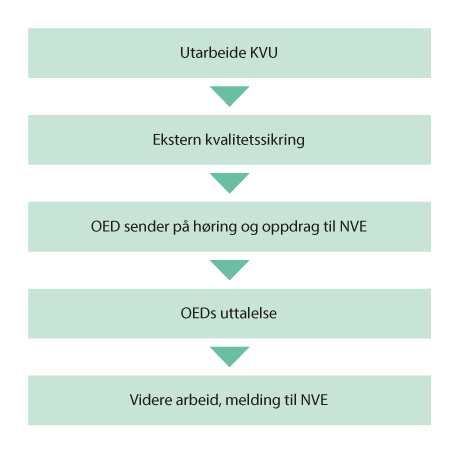 Utarbeide KVU
Ekstern kvalitetssikring
OED sender på høring og oppdrag til NVE
OEDs uttalelse
Videre arbeid, melding til NVE